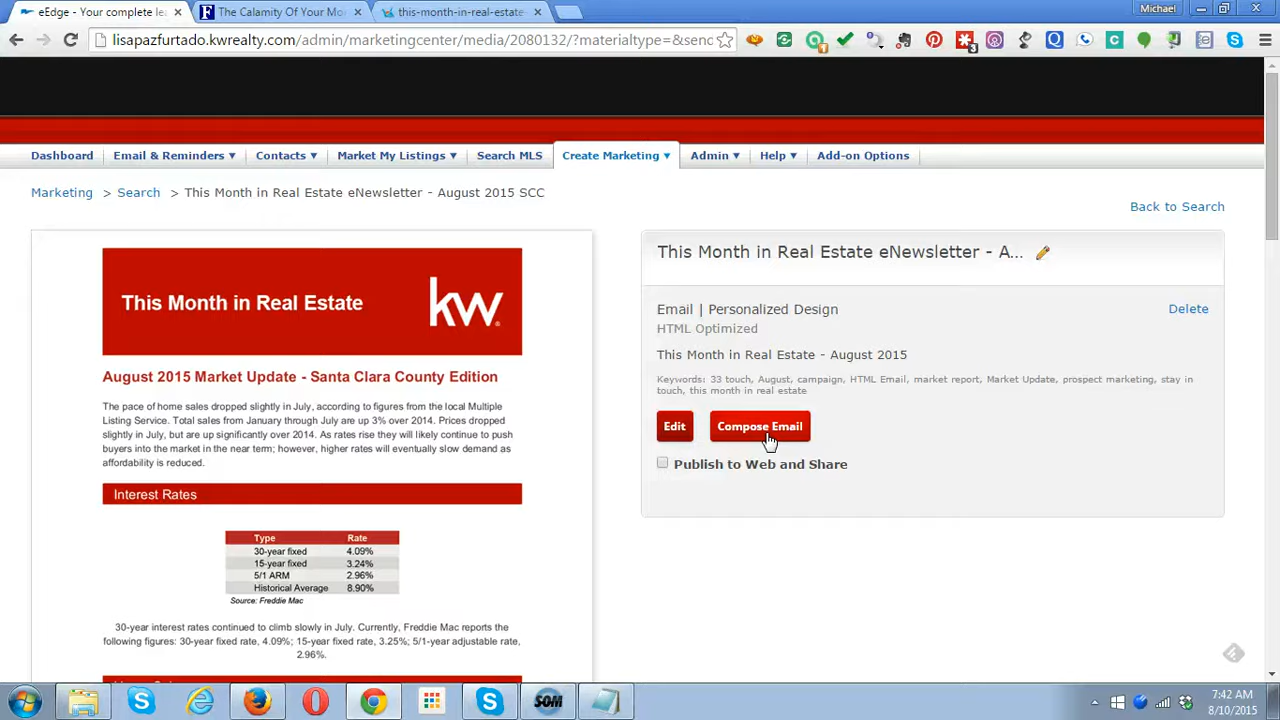 eEdge - Your complete lea
The Calamity Of Your Mo
this-month-in-real-estate-
Michael
lisapazfurtado.kwrealty.com/admin/marketingcenter/media/2080132/?materialtype=&send
Dashboard
Email & Reminders ▾
Contacts ▾
Market My Listings ▾
Search MLS
Create Marketing ▾
Admin ▾
Help ▾
Add-on Options
Marketing > Search > This Month in Real Estate eNewsletter - August 2015 SCC
Back to Search
This Month in Real Estate
kw.
August 2015 Market Update - Santa Clara County Edition
The pace of home sales dropped slightly in July, according to figures from the local Multiple
Listing Service. Total sales from January through July are up 3% over 2014. Prices dropped
slightly in July, but are up significantly over 2014. As rates rise they will likely continue to push
buyers into the market in the near term; however, higher rates will eventually slow demand as
affordability is reduced.
Interest Rates
Type Rate
30-year fixed 4.09%
15-year fixed 3.24%
5/1 ARM 2.96%
Historical Average 8.90%
Source: Freddie Mac
30-year interest rates continued to climb slowly in July. Currently, Freddie Mac reports the
following figures: 30-year fixed rate, 4.09%; 15-year fixed rate, 3.25%; 5/1-year adjustable rate,
2.96%.
This Month in Real Estate eNewsletter - A...
Email | Personalized Design
Delete
HTML Optimized
This Month in Real Estate - August 2015
Keywords: 33 touch, August, campaign, HTML Email, market report, Market Update, prospect marketing, stay in
touch, this month in real estate
Edit
Compose Email
Publish to Web and Share
SOM
7:42 AM
8/10/2015